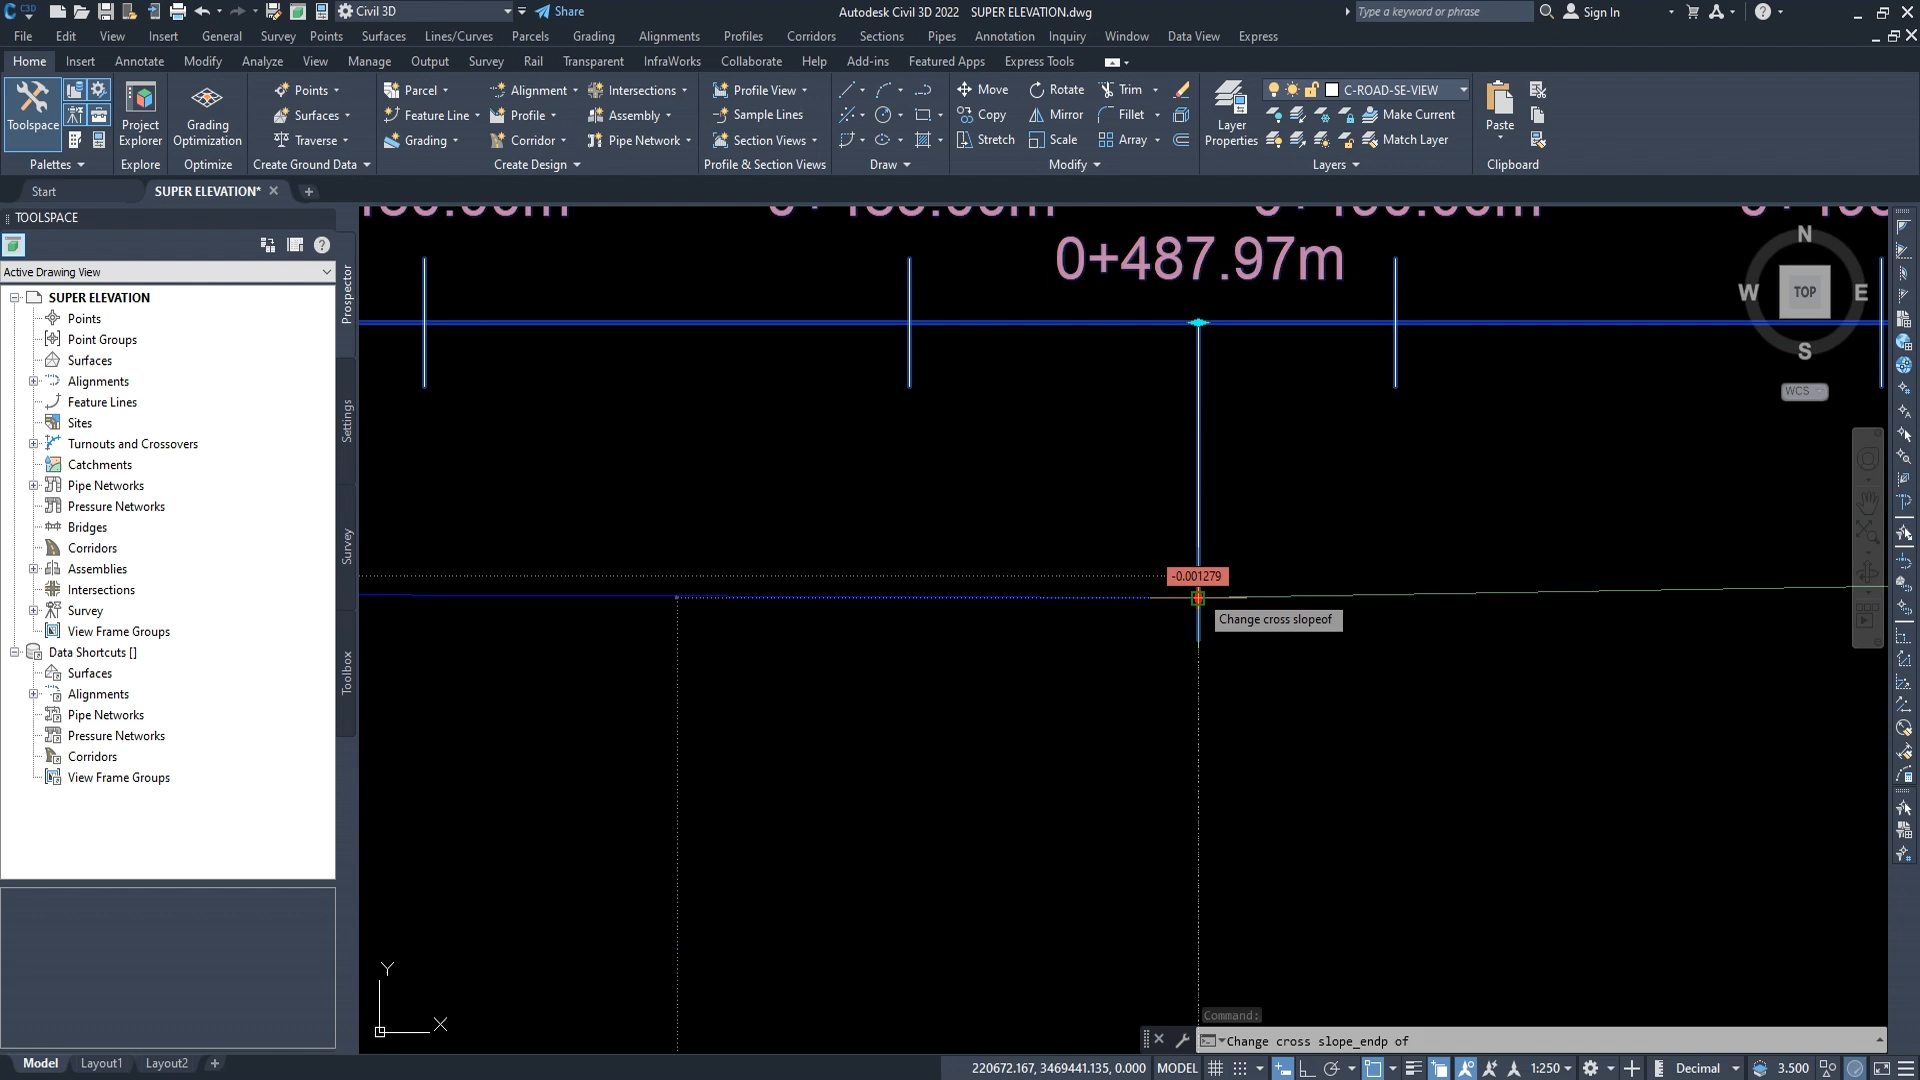 C3D Civil 3D Share Autodesk Civil 3D 2022 SUPER ELEVATION.dwg Type a keyword or phrase Sign In
File Edit View Insert General Survey Points Surfaces Lines/Curves Parcels Grading Alignments Profiles Corridors Sections Pipes Annotation Inquiry Window Data View Express
Home Insert Annotate Modify Analyze View Manage Output Survey Rail Transparent InfraWorks Collaborate Help Add-ins Featured Apps Express Tools
Points Parcel Alignment Intersections Profile View Move Rotate Trim C-ROAD-SE-VIEW
Toolspace Project Explorer Grading Optimization Surfaces Feature Line Profile Assembly Sample Lines Copy Mirror Fillet Layer Properties Make Current Paste
Traverse Grading Corridor Pipe Network Section Views Stretch Scale Array Match Layer
Palettes Explore Optimize Create Ground Data Create Design Profile & Section Views Draw Modify Layers Clipboard
Start SUPER ELEVATION*
TOOLSPACE
Active Drawing View
SUPER ELEVATION
Points
Point Groups
Surfaces
Alignments
Feature Lines
Sites
Turnouts and Crossovers
Catchments
Pipe Networks
Pressure Networks
Bridges
Corridors
Assemblies
Intersections
Survey
View Frame Groups
Data Shortcuts []
Surfaces
Alignments
Pipe Networks
Pressure Networks
Corridors
View Frame Groups
Prospector
Settings
Survey
Toolbox
0+487.97m
N
W TOP E
S
WCS
-0.001279
Change cross slopeof
Y
X
Command:
Change cross slope_endp of
Model Layout1 Layout2 220672.167, 3469441.135, 0.000 MODEL 1:250 Decimal 3.500